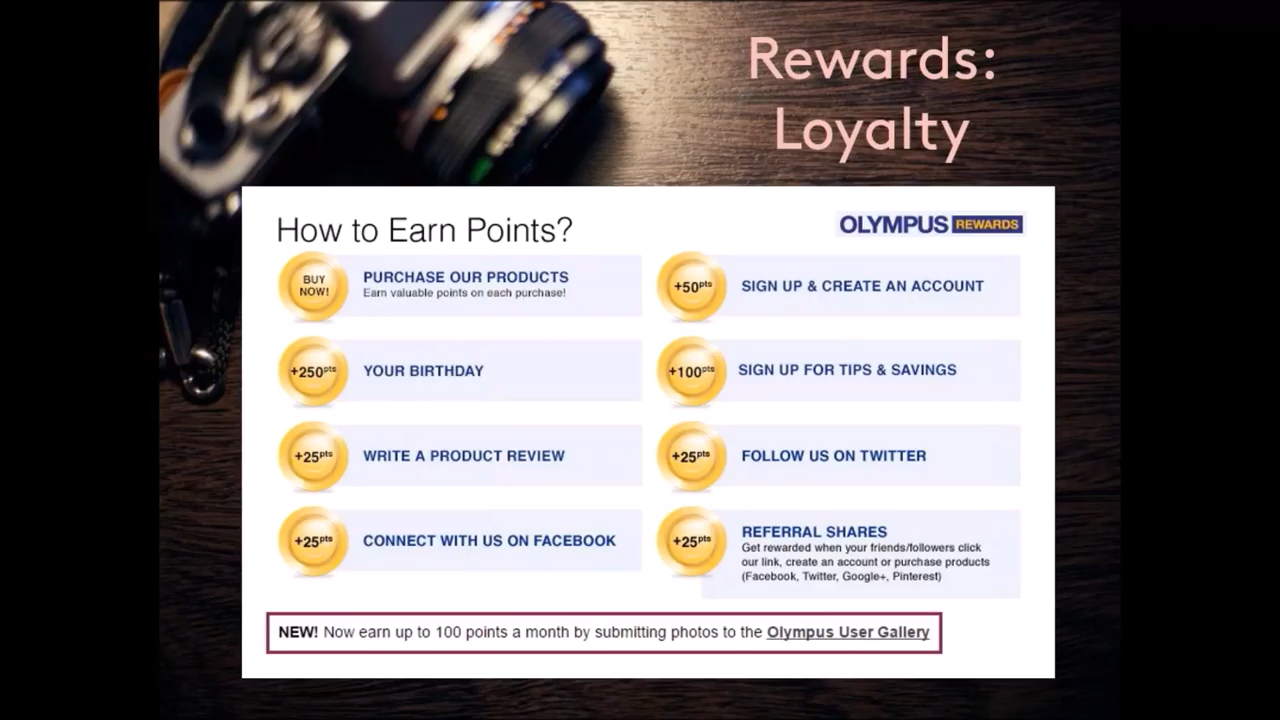 Rewards:
Loyalty
How to Earn Points?
OLYMPUS REWARDS
BUY
NOW!
PURCHASE OUR PRODUCTS
Earn valuable points on each purchase!
+50pts
SIGN UP & CREATE AN ACCOUNT
+250pts
YOUR BIRTHDAY
+100pts
SIGN UP FOR TIPS & SAVINGS
+25pts
WRITE A PRODUCT REVIEW
+25pts
FOLLOW US ON TWITTER
+25pts
CONNECT WITH US ON FACEBOOK
+25pts
REFERRAL SHARES
Get rewarded when your friends/followers click
our link, create an account or purchase products
(Facebook, Twitter, Google+, Pinterest)
NEW! Now earn up to 100 points a month by submitting photos to the Olympus User Gallery